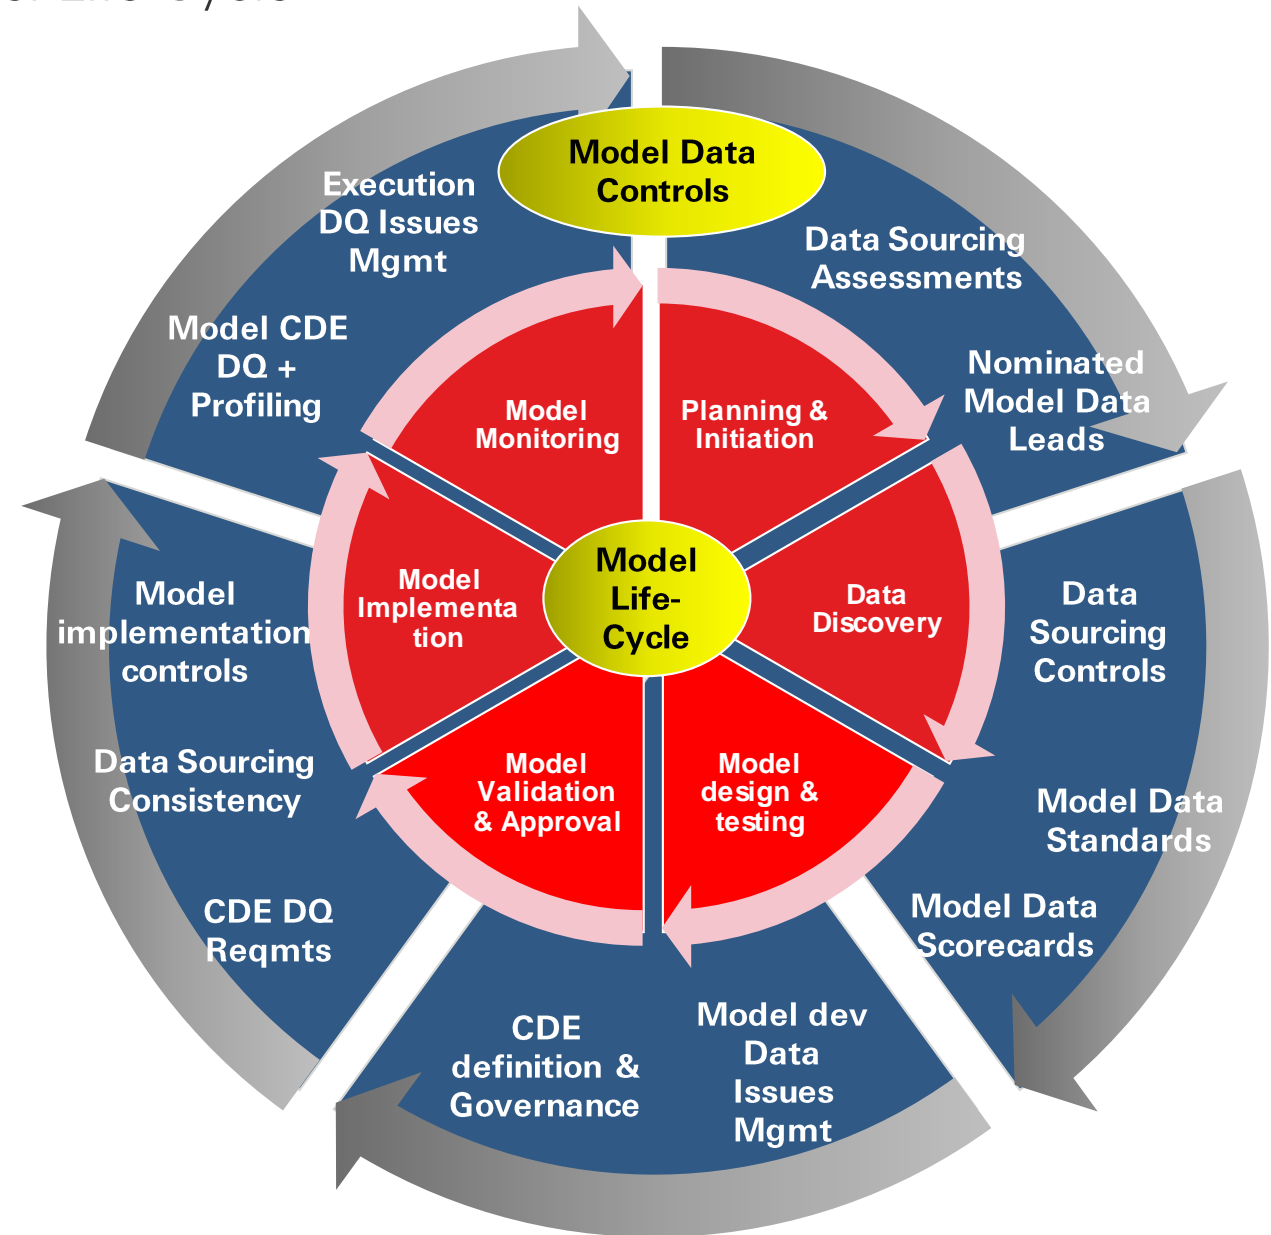 Model Data
Controls
Execution
DQ Issues
Mgmt
Data Sourcing
Assessments
Model CDE
DQ +
Profiling
Nominated
Model Data
Leads
Model
Monitoring
Planning &
Initiation
Model
Life-
Cycle
Model
Implementa
tion
Data
Discovery
Model
implementation
controls
Data
Sourcing
Controls
Model
Validation
& Approval
Model
design &
testing
Data Sourcing
Consistency
Model Data
Standards
CDE DQ
Reqmts
Model Data
Scorecards
CDE
definition &
Governance
Model dev
Data
Issues
Mgmt